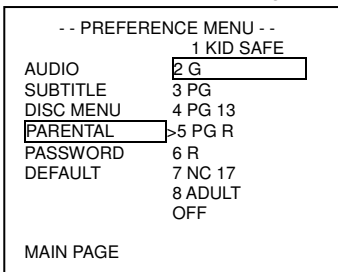 - - PREFERENCE MENU - -
1 KID SAFE
AUDIO 2 G
SUBTITLE 3 PG
DISC MENU 4 PG 13
PARENTAL >5 PG R
PASSWORD 6 R
DEFAULT 7 NC 17
8 ADULT
OFF
MAIN PAGE